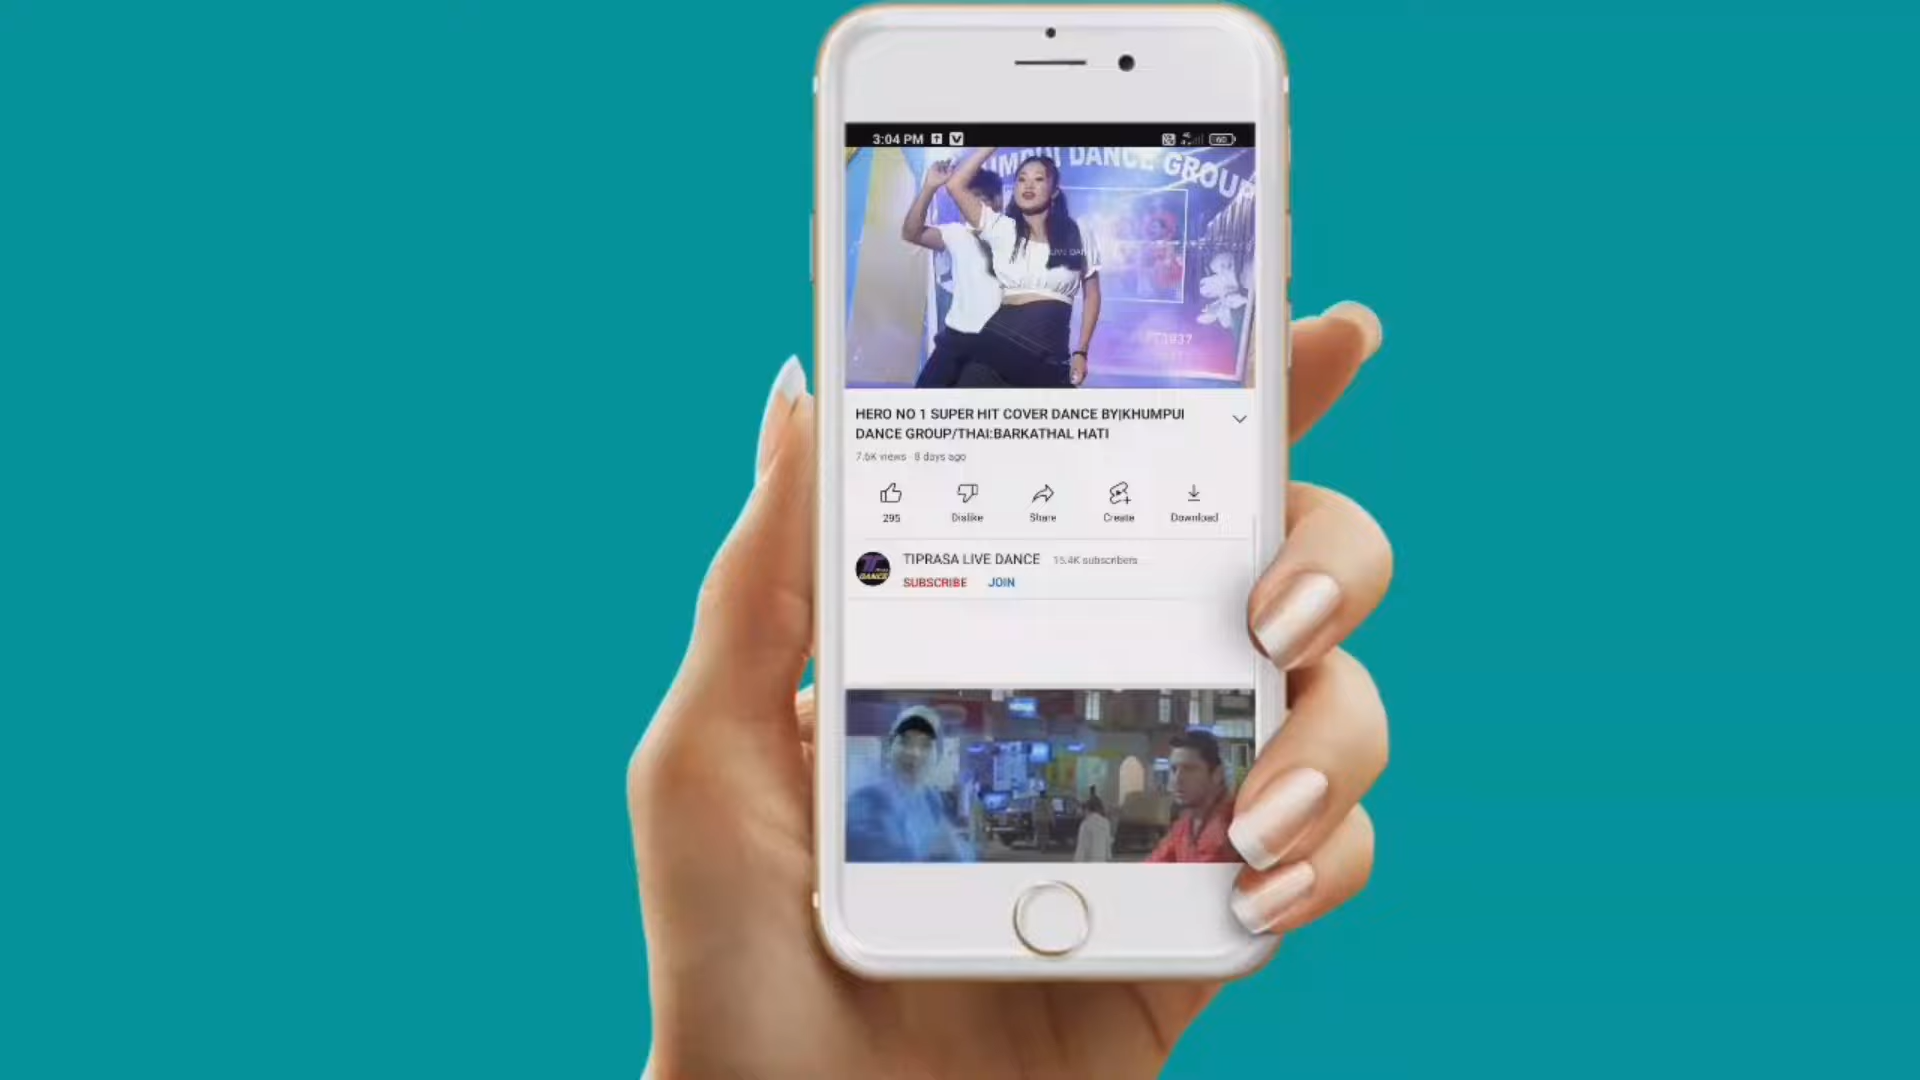 3:04 PM
KHUMPUI DANCE GROUP
HERO NO 1 SUPER HIT COVER DANCE BY|KHUMPUI
DANCE GROUP/THAI:BARKATHAL HATI
7.6K views · 8 days ago
295
Dislike
Share
Create
Download
TIPRASA LIVE DANCE 15.4K subscribers
SUBSCRIBE JOIN
DANCE